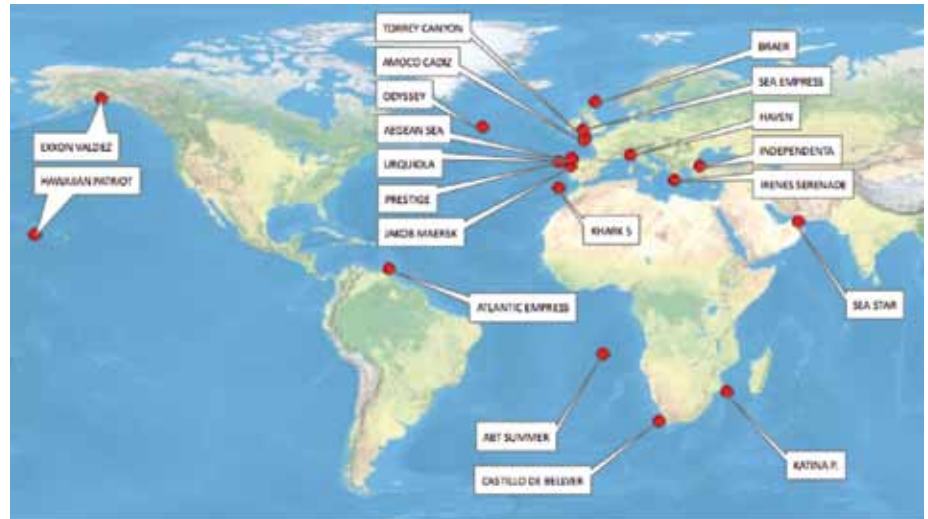 TORREY CANYON
AMOCO CADIZ
ODYSSEY
AEGEAN SEA
URQUIOLA
PRESTIGE
JAKOB MAERSK
EXXON VALDEZ
HAWAIIAN PATRIOT
BRAER
SEA EMPRESS
HAVEN
INDEPENDENTA
IRENES SERENADE
KHARK 5
SEA STAR
ATLANTIC EMPRESS
ABT SUMMER
CASTILLO DE BELLVER
KATINA P.